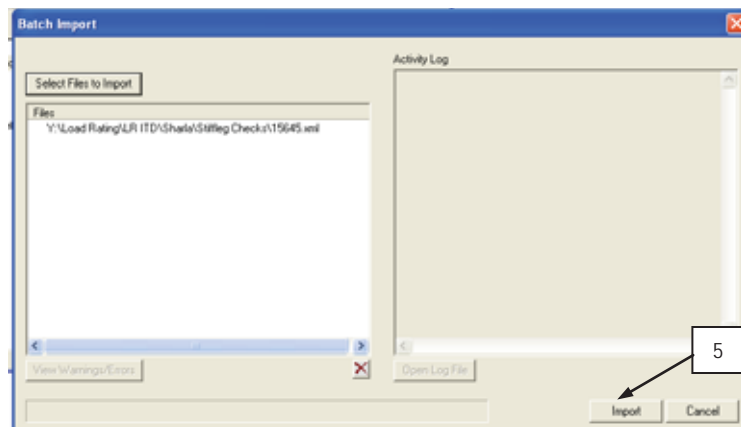 Batch Import
Activity Log
Select Files to Import
Files
Y:\Load Rating\LR ITD\Sharla\Stiffleg Checks\15645.xml
View Warnings/Errors
Open Log File
5
Import
Cancel